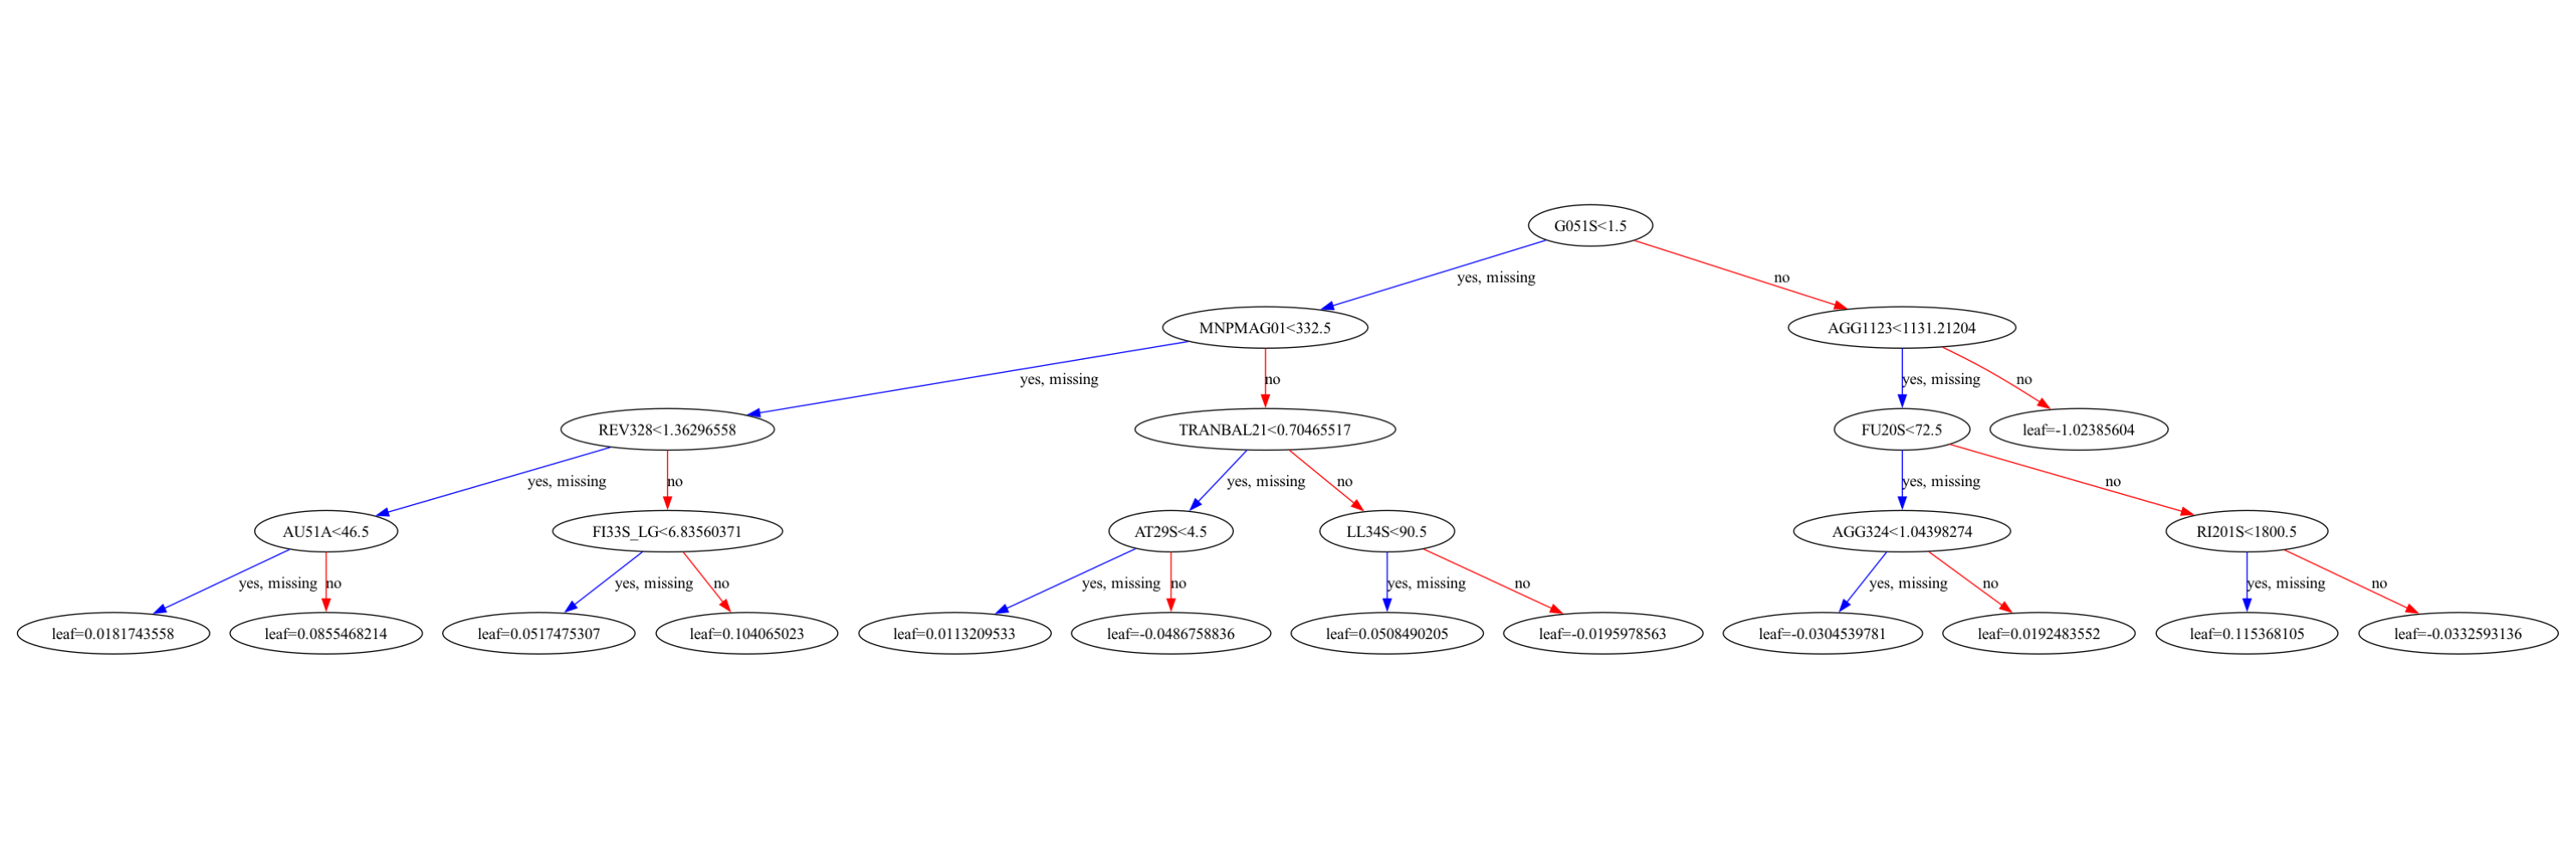 G051S<1.5
yes, missing
no
MNPMAG01<332.5
AGG1123<1131.21204
yes, missing
no
yes, missing
no
REV328<1.36296558
TRANBAL21<0.70465517
FU20S<72.5
leaf=-1.02385604
yes, missing
no
yes, missing
no
yes, missing
no
AU51A<46.5
FI33S_LG<6.83560371
AT29S<4.5
LL34S<90.5
AGG324<1.04398274
RI201S<1800.5
yes, missing
no
yes, missing
no
yes, missing
no
yes, missing
no
yes, missing
no
yes, missing
no
leaf=0.0181743558
leaf=0.0855468214
leaf=0.0517475307
leaf=0.104065023
leaf=0.0113209533
leaf=-0.0486758836
leaf=0.0508490205
leaf=-0.0195978563
leaf=-0.0304539781
leaf=0.0192483552
leaf=0.115368105
leaf=-0.0332593136